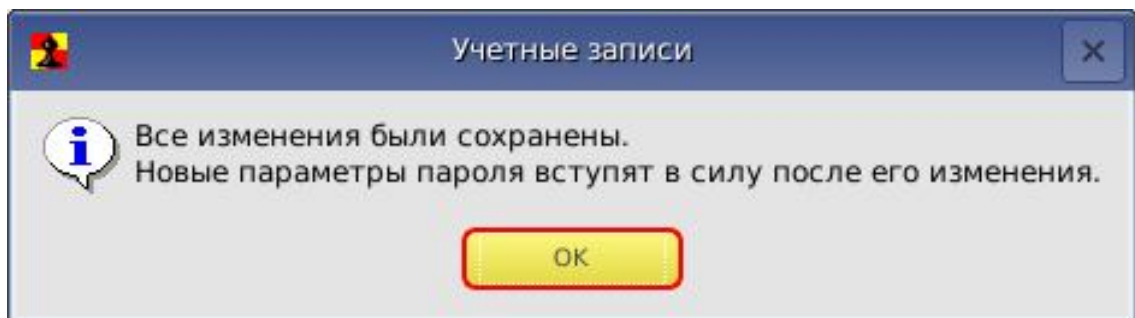 Учетные записи
Все изменения были сохранены.
Новые параметры пароля вступят в силу после его изменения.
OK